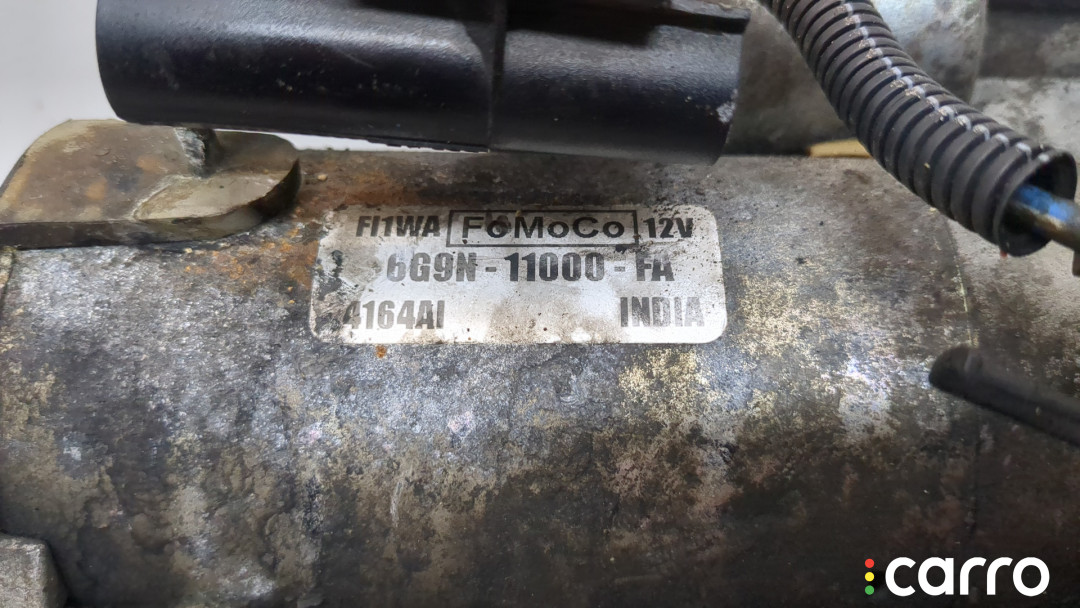 FI1WA FoMoCo 12V
6G9N - 11000 - FA
4164AI INDIA
carro